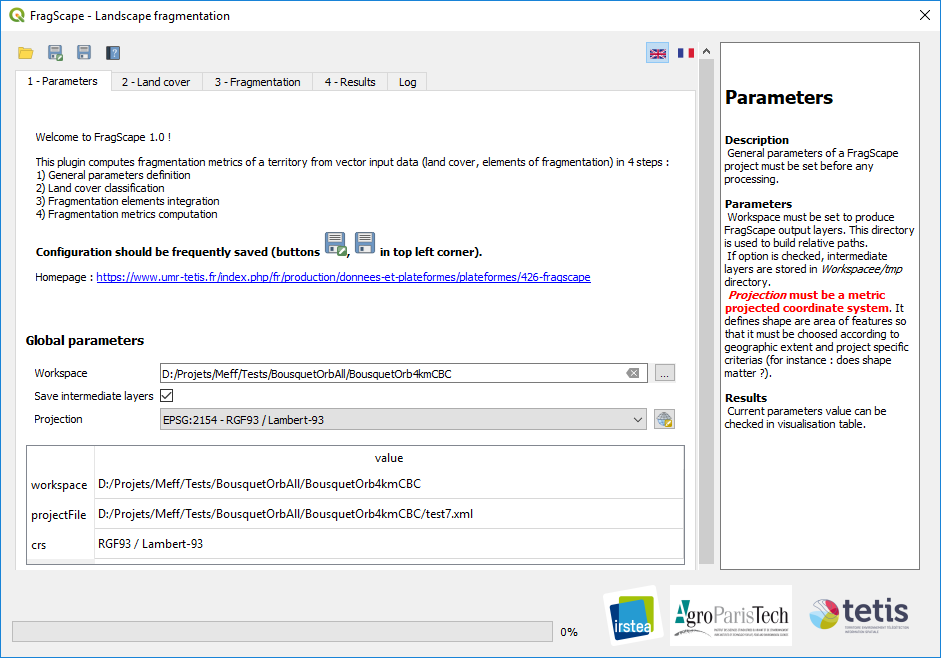 FragScape - Landscape fragmentation
1 - Parameters
2 - Land cover
3 - Fragmentation
4 - Results
Log
Welcome to FragScape 1.0 !
This plugin computes fragmentation metrics of a territory from vector input data (land cover, elements of fragmentation) in 4 steps :
1) General parameters definition
2) Land cover classification
3) Fragmentation elements integration
4) Fragmentation metrics computation
Configuration should be frequently saved (buttons , in top left corner).
Homepage : https://www.umr-tetis.fr/index.php/fr/production/donnees-et-plateformes/plateformes/426-fragscape
Global parameters
Workspace
D:/Projets/Meff/Tests/BousquetOrbAll/BousquetOrb4kmCBC
...
Save intermediate layers
Projection
EPSG:2154 - RGF93 / Lambert-93
value
workspace
D:/Projets/Meff/Tests/BousquetOrbAll/BousquetOrb4kmCBC
projectFile
D:/Projets/Meff/Tests/BousquetOrbAll/BousquetOrb4kmCBC/test7.xml
crs
RGF93 / Lambert-93
Parameters
Description
General parameters of a FragScape
project must be set before any
processing.
Parameters
Workspace must be set to produce
FragScape output layers. This directory
is used to build relative paths.
If option is checked, intermediate
layers are stored in Workspacee/tmp
directory.
Projection must be a metric
projected coordinate system. It
defines shape are area of features so
that it must be choosed according to
geographic extent and project specific
criterias (for instance : does shape
matter ?).
Results
Current parameters value can be
checked in visualisation table.
0%
irstea
AgroParisTech
tetis